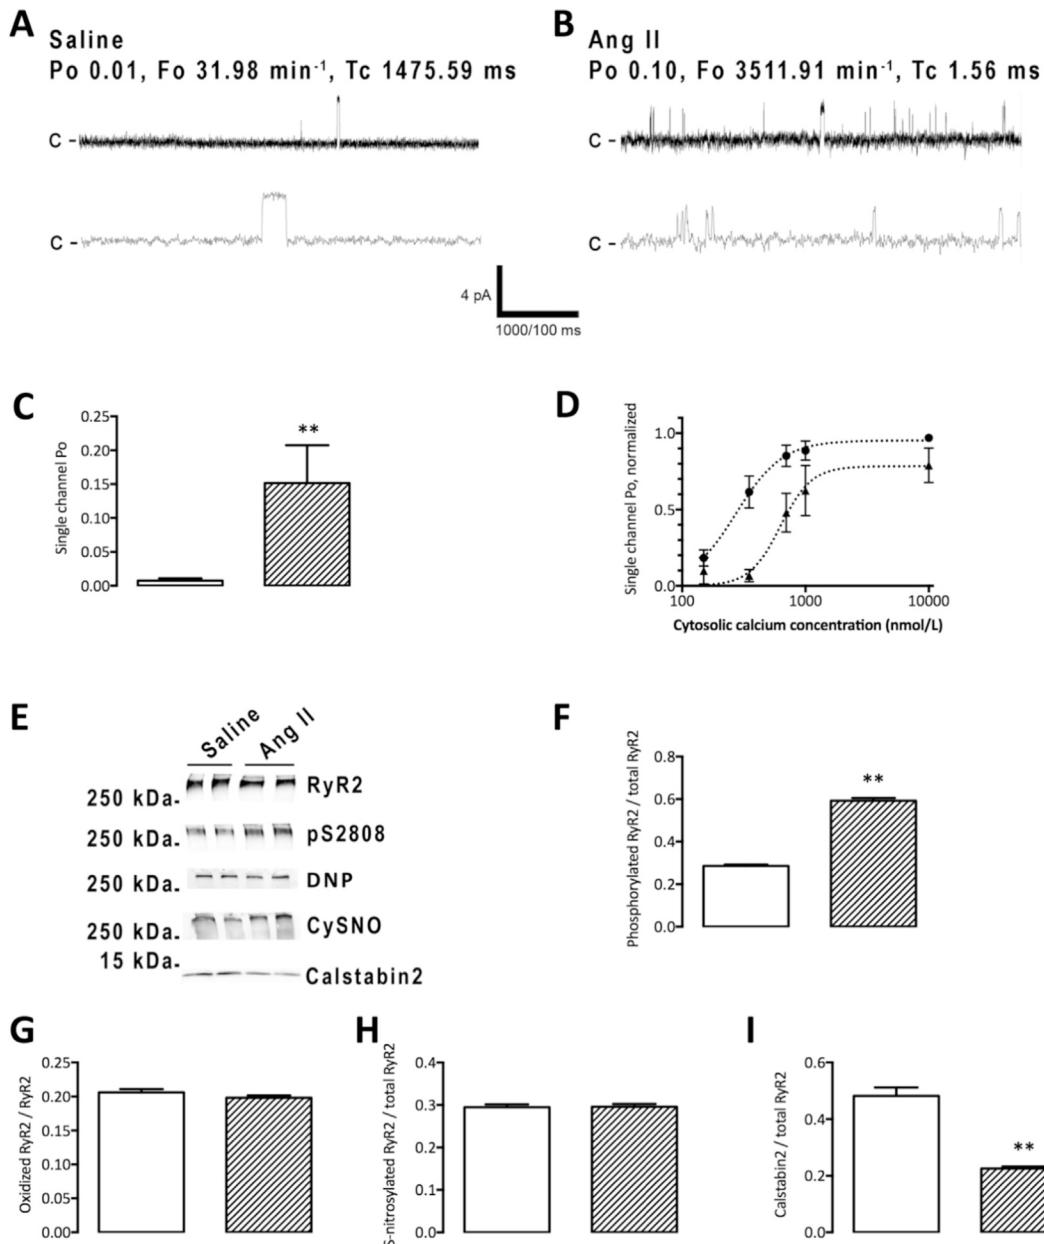 A
Saline
Po 0.01, Fo 31.98 min⁻¹, Tc 1475.59 ms
C -
C -
B
Ang II
Po 0.10, Fo 3511.91 min⁻¹, Tc 1.56 ms
C -
C -
4 pA
1000/100 ms
C
Single channel Po
0.25
0.20
0.15
0.10
0.05
0.00
**
D
Single channel Po, normalized
1.0
0.5
0.0
100
1000
10000
Cytosolic calcium concentration (nmol/L)
E
Saline
Ang II
250 kDa-
RyR2
250 kDa-
pS2808
250 kDa-
DNP
250 kDa-
CySNO
15 kDa-
Calstabin2
F
Phosphorylated RyR2 / total RyR2
0.8
0.6
0.4
0.2
0.0
**
G
Oxidized RyR2 / RyR2
0.25
0.20
0.15
0.10
0.05
0.00
H
S-nitrosylated RyR2 / total RyR2
0.4
0.3
0.2
0.1
0.0
I
Calstabin2 / total RyR2
0.6
0.4
0.2
0.0
**